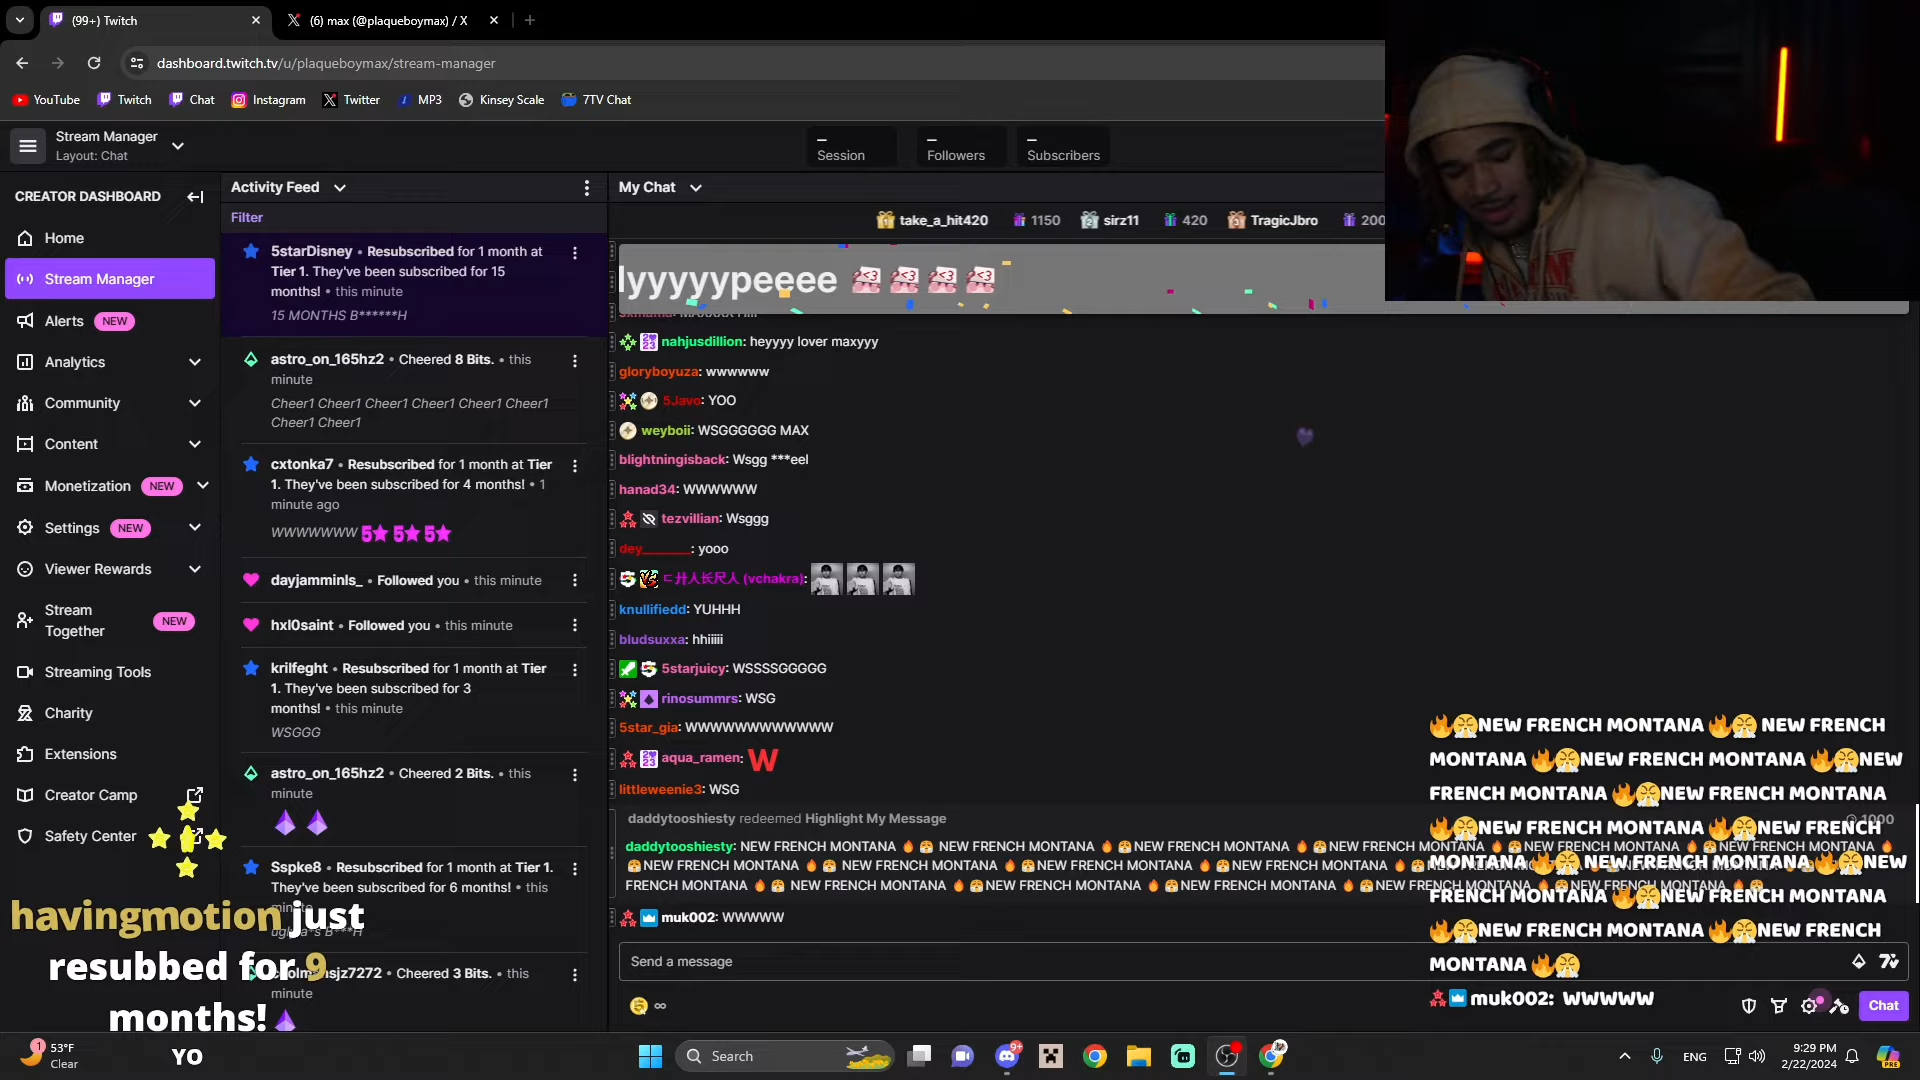 (99+) Twitch
(6) max (@plaqueboymax) / X
dashboard.twitch.tv/u/plaqueboymax/stream-manager
YouTube
Twitch
Chat
Instagram
Twitter
MP3
Kinsey Scale
7TV Chat
Stream Manager
Layout: Chat
–
Session
–
Followers
–
Subscribers
CREATOR DASHBOARD
Home
Stream Manager
Alerts NEW
Analytics
Community
Content
Monetization NEW
Settings NEW
Viewer Rewards
Stream
Together NEW
Streaming Tools
Charity
Extensions
Creator Camp
Safety Center
Activity Feed
Filter
5starDisney • Resubscribed for 1 month at
Tier 1. They've been subscribed for 15
months! • this minute
15 MONTHS B******H
astro_on_165hz2 • Cheered 8 Bits. • this
minute
Cheer1 Cheer1 Cheer1 Cheer1 Cheer1 Cheer1
Cheer1 Cheer1
cxtonka7 • Resubscribed for 1 month at Tier
1. They've been subscribed for 4 months! • 1
minute ago
WWWWWWW 5★ 5★ 5★
dayjamminls_ • Followed you • this minute
hxl0saint • Followed you • this minute
krilfeght • Resubscribed for 1 month at Tier
1. They've been subscribed for 3
months! • this minute
WSGGG
astro_on_165hz2 • Cheered 2 Bits. • this
minute
Sspke8 • Resubscribed for 1 month at Tier 1.
They've been subscribed for 6 months! • this
Cheered 3 Bits. • this
minute
havingmotion just
resubbed for 9
months!
YO
My Chat
take_a_hit420 1150 sirz11 420 TragicJbro 200
lyyyyypeeee <3 <3 <3 <3
nahjusdillion: heyyyy lover maxyyy
gloryboyuza: wwwwww
5Javo: YOO
weyboii: WSGGGGGG MAX
blightningisback: Wsgg ***eel
hanad34: WWWWWW
tezvillian: Wsggg
dey_______: yooo
(vchakra):
knullifiedd: YUHHH
bludsuxxa: hhiiiii
5starjuicy: WSSSSGGGGG
rinosummrs: WSG
5star_gia: WWWWWWWWWWWWW
aqua_ramen: W
littleweenie3: WSG
daddytooshiesty redeemed Highlight My Message
1000
daddytooshiesty: NEW FRENCH MONTANA 🔥😤 NEW FRENCH MONTANA 🔥😤NEW FRENCH MONTANA 🔥😤NEW FRENCH MONTANA 🔥😤NEW FRENCH MONTANA 🔥😤NEW FRENCH MONTANA 🔥
😤NEW FRENCH MONTANA 🔥😤 NEW FRENCH MONTANA 🔥😤NEW FRENCH MONTANA 🔥😤NEW FRENCH MONTANA 🔥
FRENCH MONTANA 🔥😤 NEW FRENCH MONTANA 🔥😤NEW FRENCH MONTANA 🔥😤NEW FRENCH MONTANA 🔥😤NEW FRENCH MONTANA 🔥😤
muk002: WWWWW
Send a message
∞
Chat
🔥😤NEW FRENCH MONTANA 🔥😤 NEW FRENCH
MONTANA 🔥😤NEW FRENCH MONTANA 🔥😤NEW
FRENCH MONTANA 🔥😤NEW FRENCH MONTANA
🔥😤NEW FRENCH MONTANA 🔥😤NEW FRENCH
MONTANA 🔥😤 NEW FRENCH MONTANA 🔥😤NEW
FRENCH MONTANA 🔥😤NEW FRENCH MONTANA
🔥😤NEW FRENCH MONTANA 🔥😤NEW FRENCH
MONTANA 🔥😤
muk002: WWWWW
1
53°F
Clear
Search
9+
ENG
9:29 PM
2/22/2024
PRE